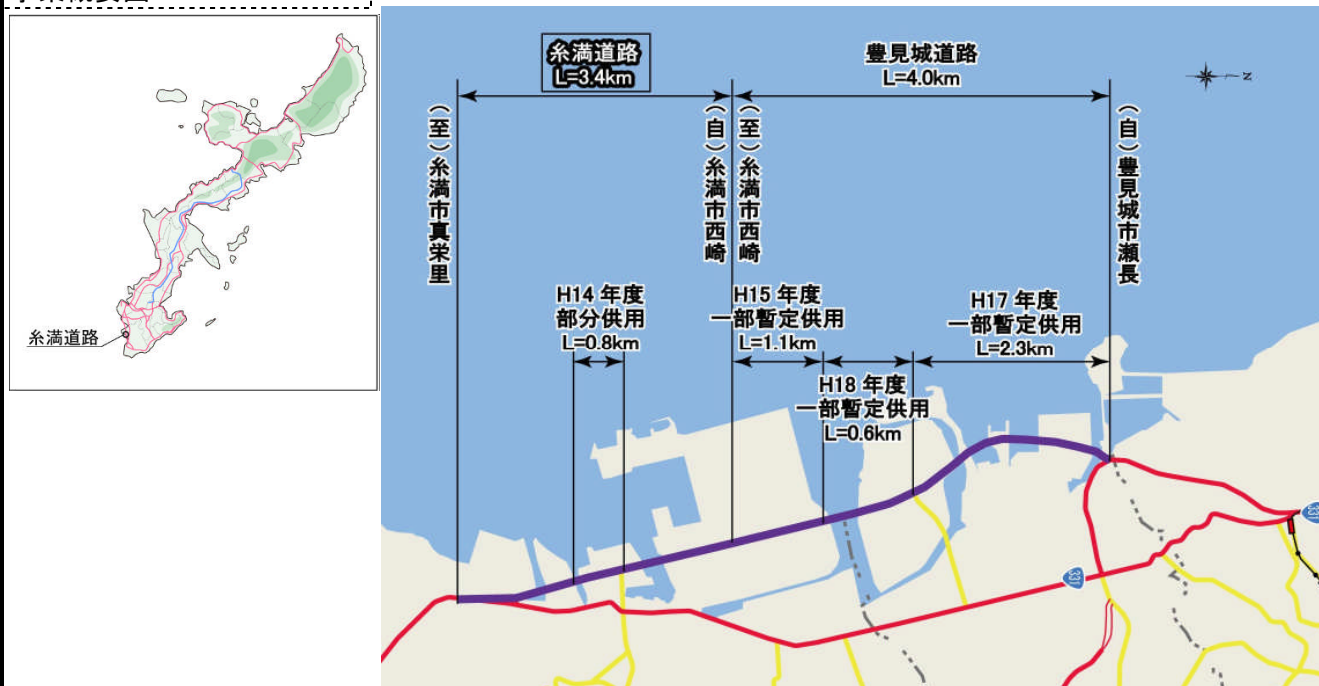 糸満道路
糸満道路
L=3.4km
豊見城道路
L=4.0km
N
(至)糸満市真栄里
(自)糸満市西崎
(至)糸満市西崎
(自)豊見城市瀬長
H14 年度
部分供用
L=0.8km
H15 年度
一部暫定供用
L=1.1km
H18 年度
一部暫定供用
L=0.6km
H17 年度
一部暫定供用
L=2.3km
331
331